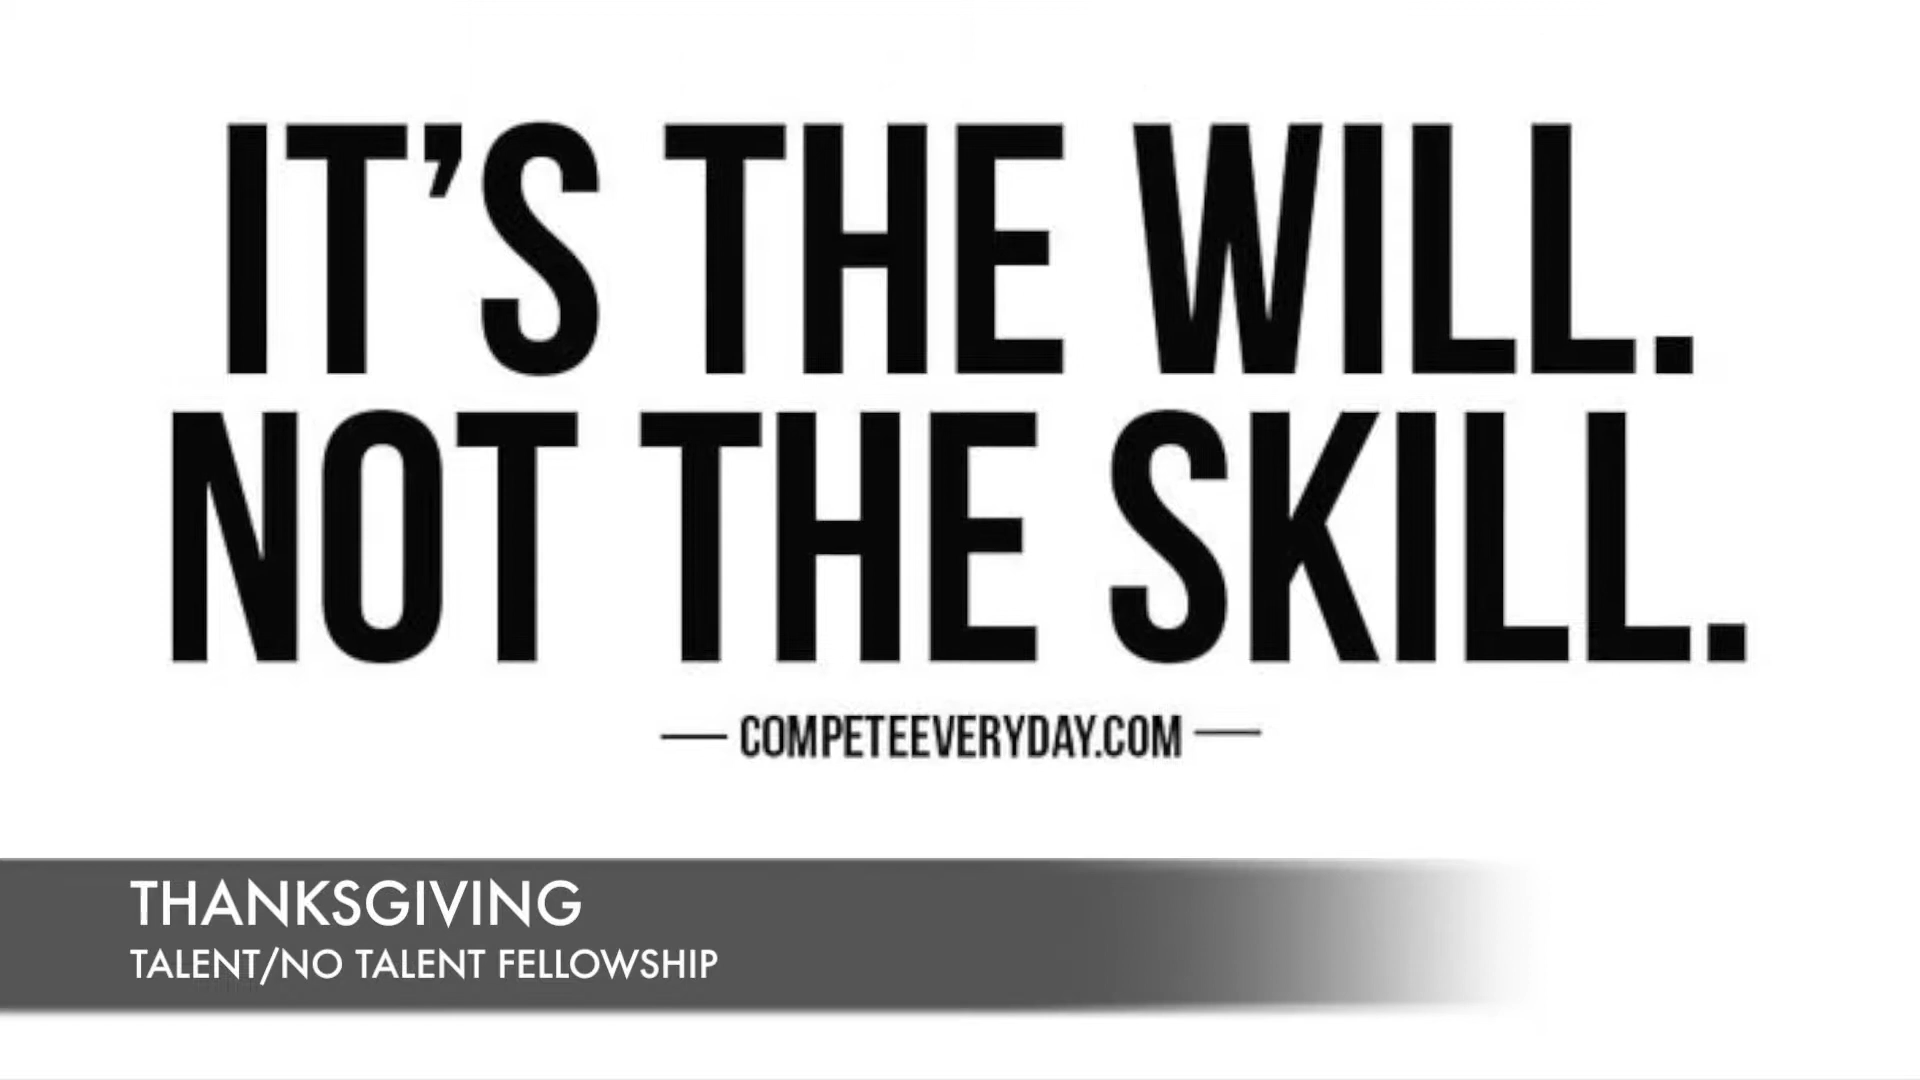 IT'S THE WILL.
NOT THE SKILL.
COMPETEEVERYDAY.COM
THANKSGIVING
TALENT/NO TALENT FELLOWSHIP